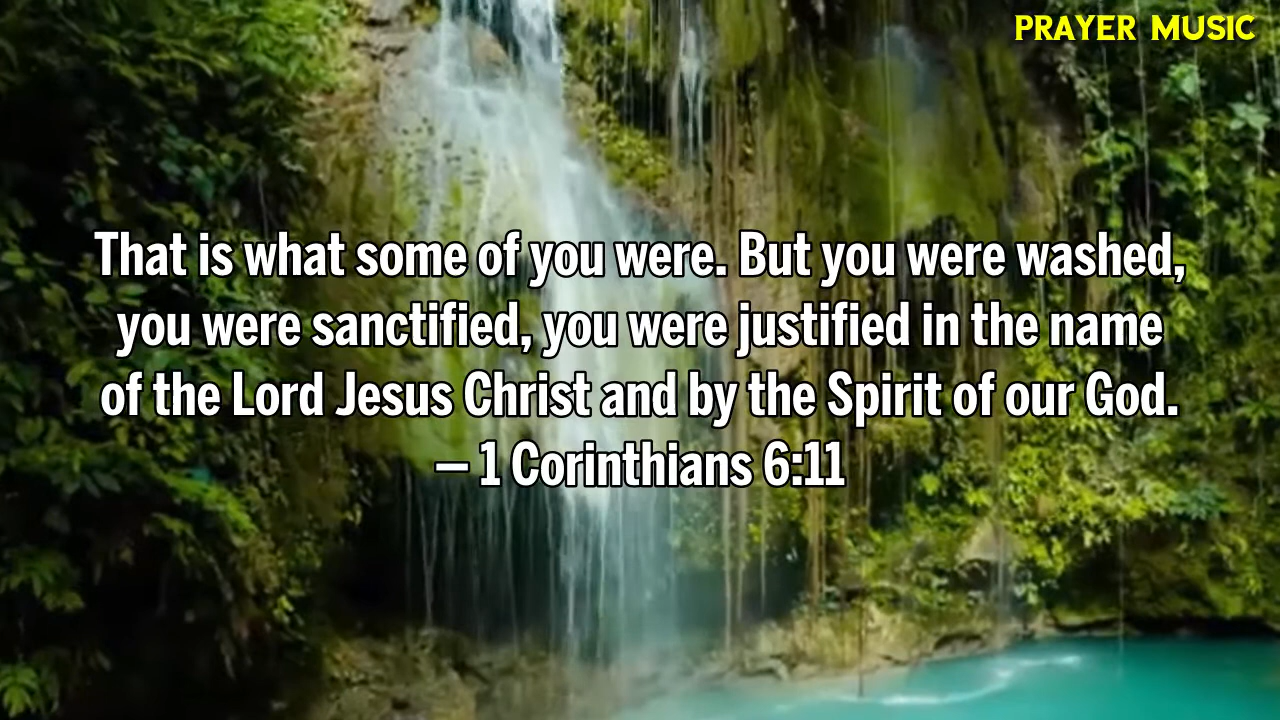 PRAYER MUSIC
That is what some of you were. But you were washed,
you were sanctified, you were justified in the name
of the Lord Jesus Christ and by the Spirit of our God.
– 1 Corinthians 6:11